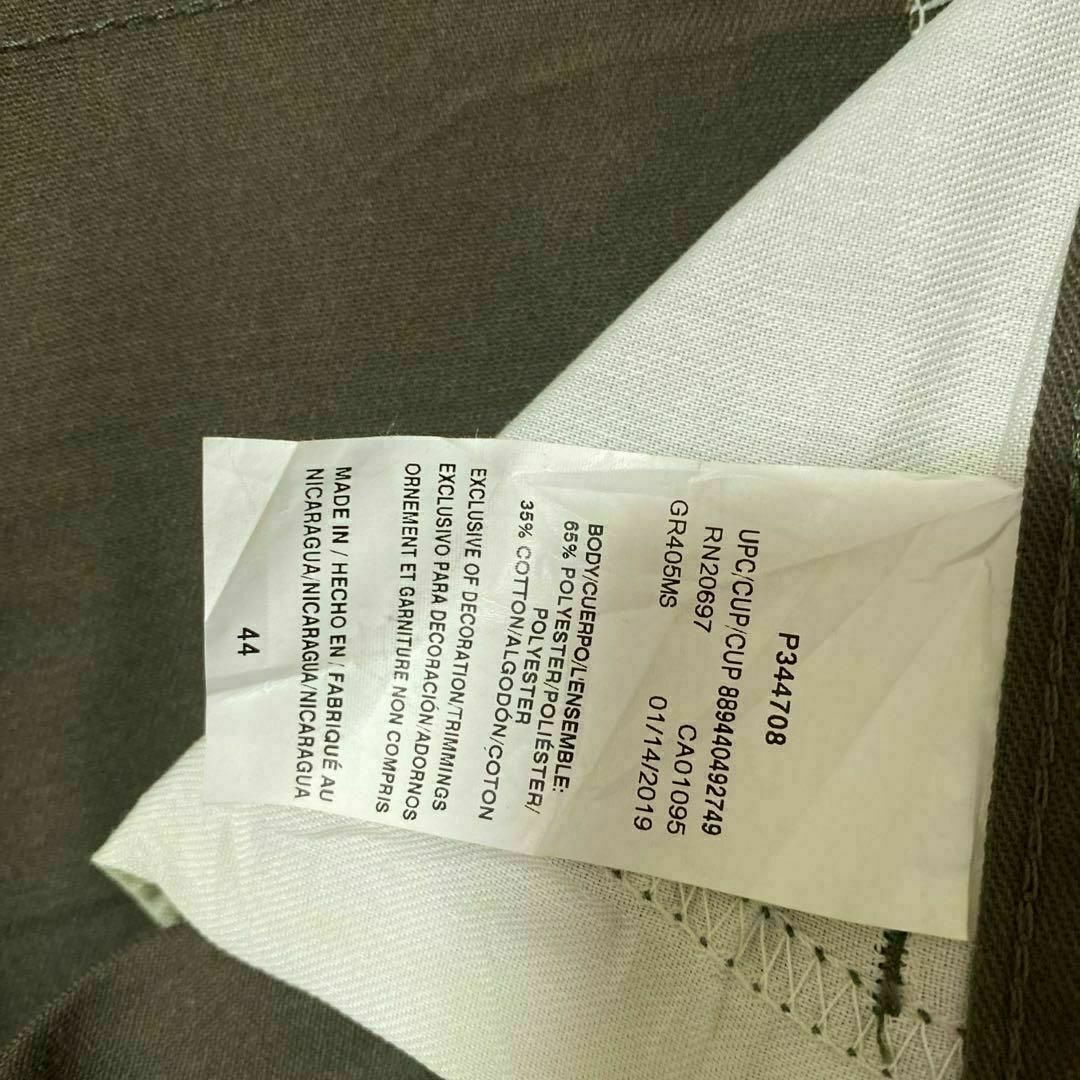 P344708
UPC/CUP/CUP 889440492749
RN20697 CA01095
GR405MS 01/14/2019
BODY/CUERPO/L'ENSEMBLE:
65% POLYESTER/POLIÉSTER/
POLYESTER
35% COTTON/ALGODÓN/COTON
EXCLUSIVE OF DECORATION/TRIMMINGS
EXCLUSIVO PARA DECORACIÓN/ADORNOS
ORNEMENT ET GARNITURE NON COMPRIS
MADE IN / HECHO EN / FABRIQUÉ AU
NICARAGUA/NICARAGUA/NICARAGUA
44